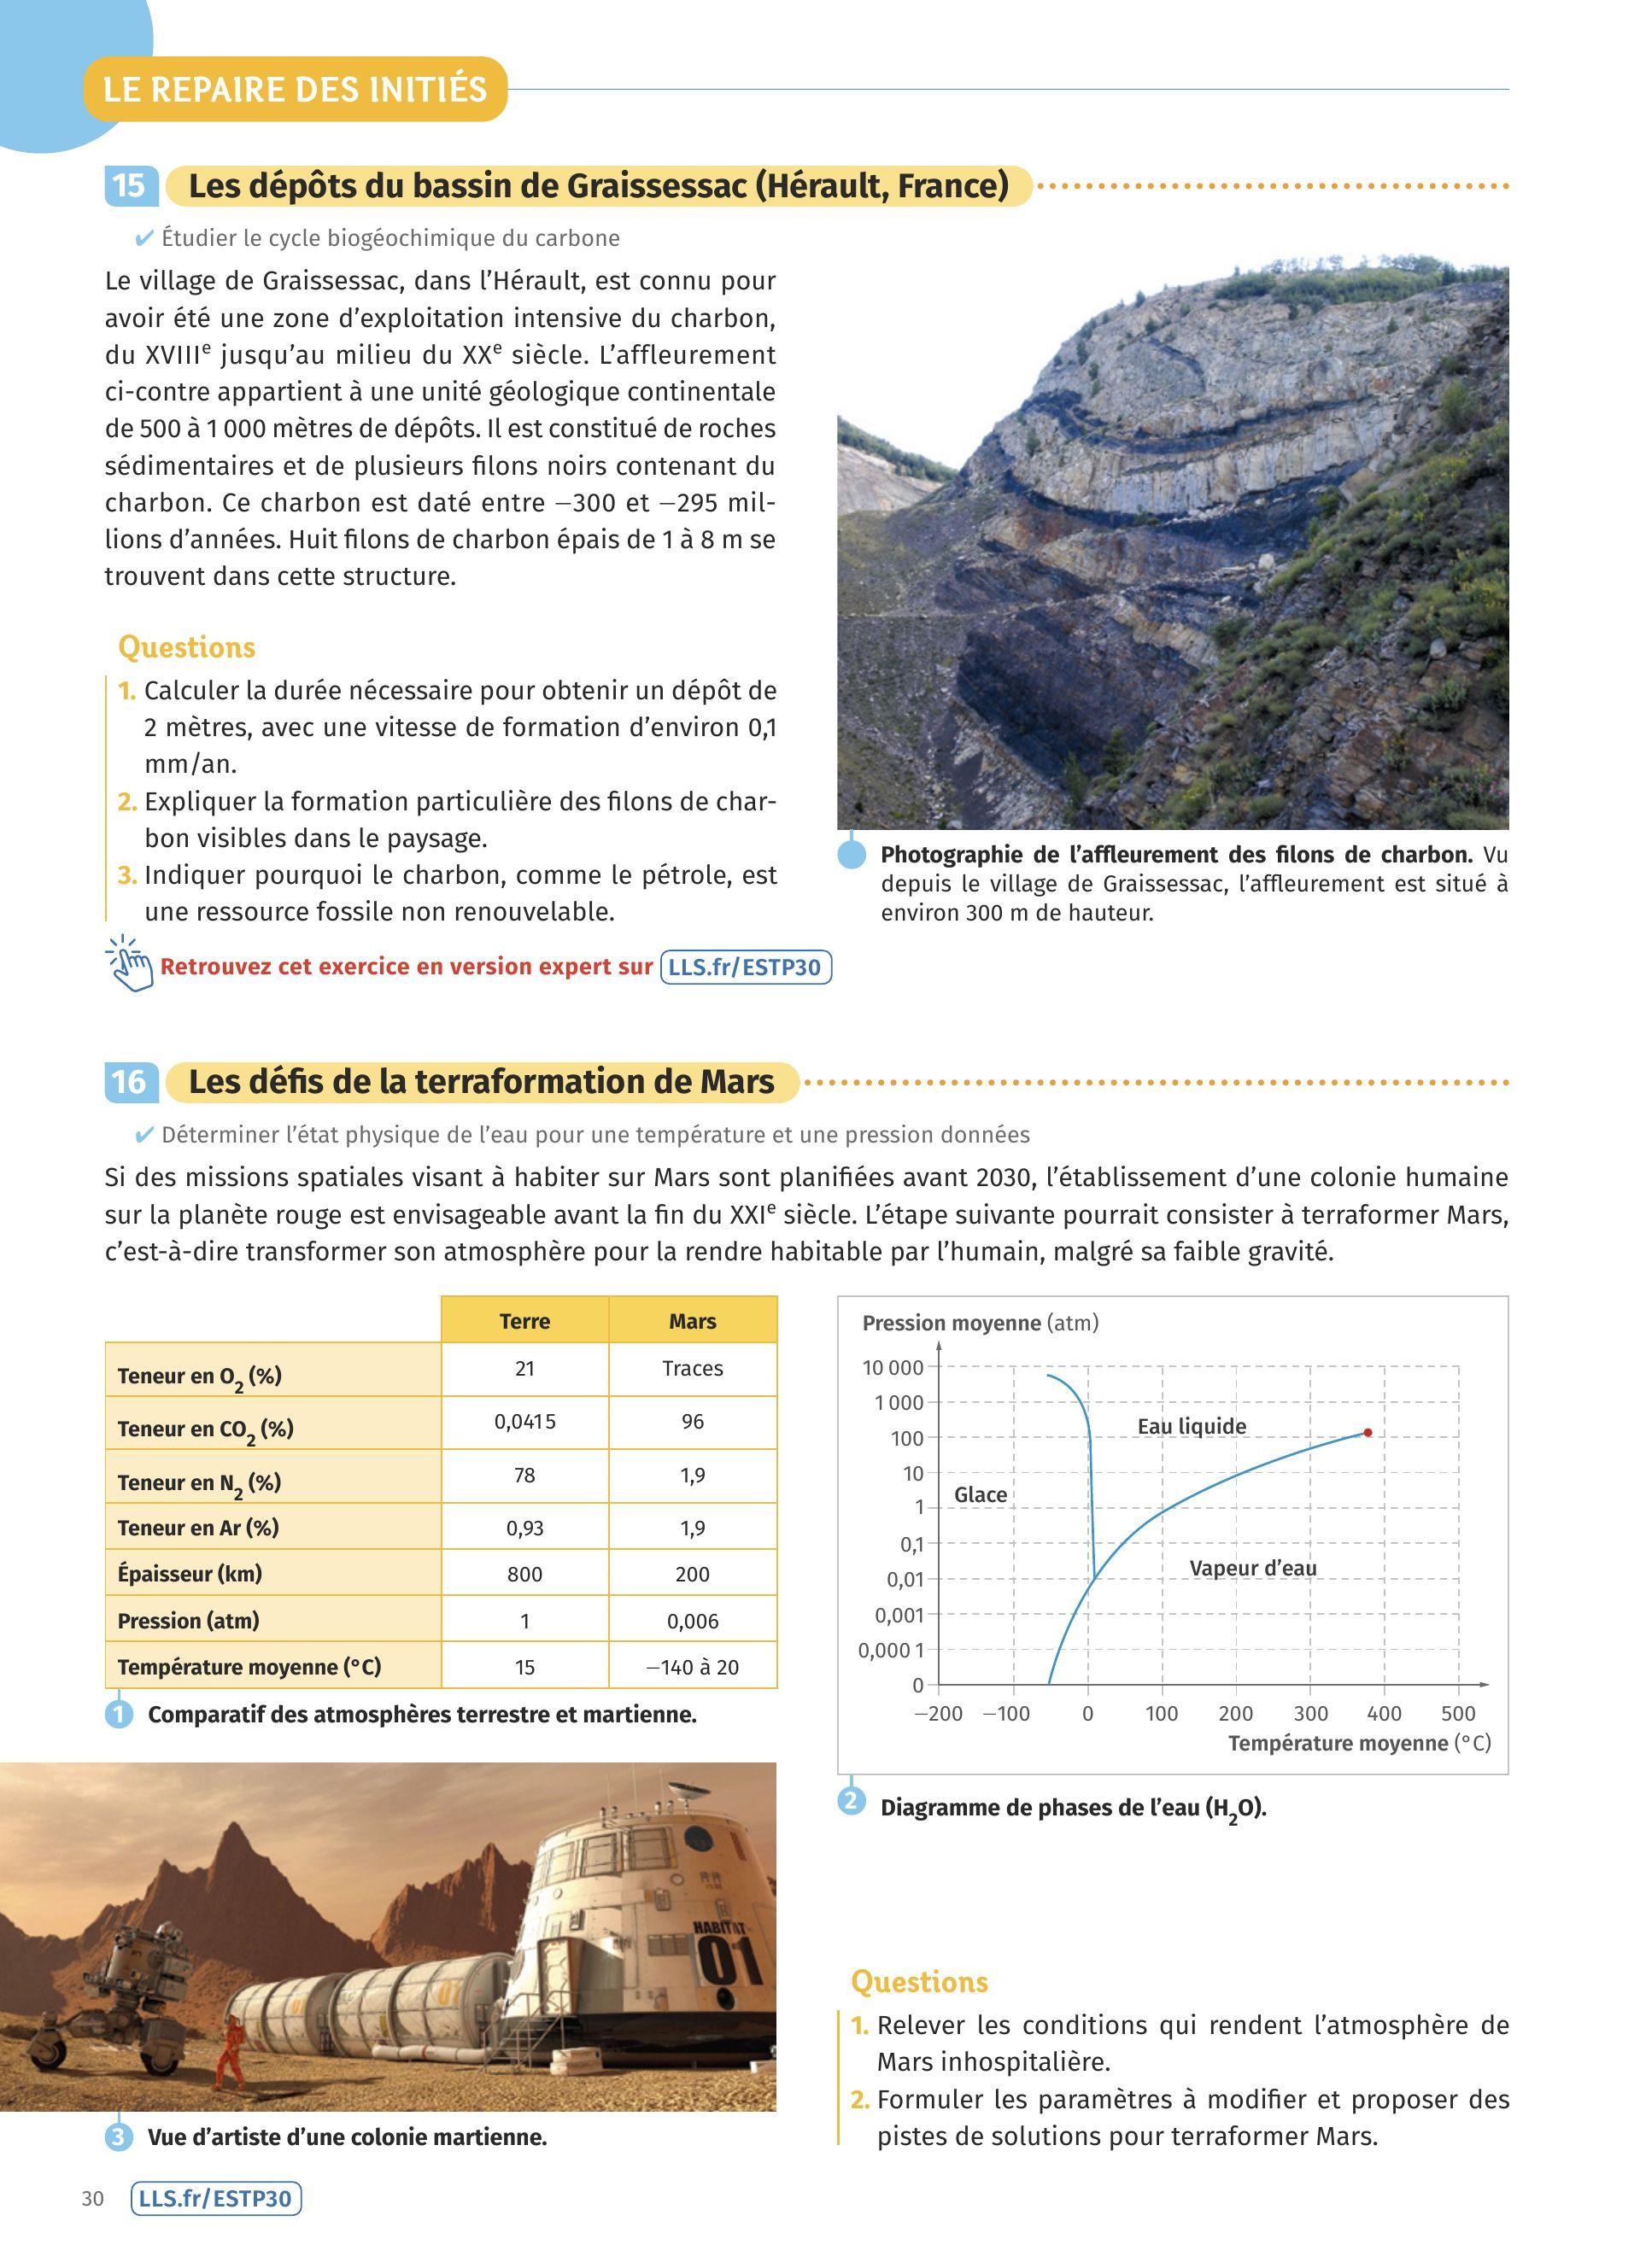 LE REPAIRE DES INITIÉS
15 Les dépôts du bassin de Graissessac (Hérault, France)
✔ Étudier le cycle biogéochimique du carbone
Le village de Graissessac, dans l’Hérault, est connu pour
avoir été une zone d’exploitation intensive du charbon,
du XVIIIe jusqu’au milieu du XXe siècle. L’affleurement
ci-contre appartient à une unité géologique continentale
de 500 à 1 000 mètres de dépôts. Il est constitué de roches
sédimentaires et de plusieurs filons noirs contenant du
charbon. Ce charbon est daté entre −300 et −295 mil-
lions d’années. Huit filons de charbon épais de 1 à 8 m se
trouvent dans cette structure.
Questions
1. Calculer la durée nécessaire pour obtenir un dépôt de
2 mètres, avec une vitesse de formation d’environ 0,1
mm/an.
2. Expliquer la formation particulière des filons de char-
bon visibles dans le paysage.
3. Indiquer pourquoi le charbon, comme le pétrole, est
une ressource fossile non renouvelable.
Retrouvez cet exercice en version expert sur LLS.fr/ESTP30
Photographie de l’affleurement des filons de charbon. Vu
depuis le village de Graissessac, l’affleurement est situé à
environ 300 m de hauteur.
16 Les défis de la terraformation de Mars
✔ Déterminer l’état physique de l’eau pour une température et une pression données
Si des missions spatiales visant à habiter sur Mars sont planifiées avant 2030, l’établissement d’une colonie humaine
sur la planète rouge est envisageable avant la fin du XXIe siècle. L’étape suivante pourrait consister à terraformer Mars,
c’est-à-dire transformer son atmosphère pour la rendre habitable par l’humain, malgré sa faible gravité.
Terre Mars
Teneur en O2 (%) 21 Traces
Teneur en CO2 (%) 0,0415 96
Teneur en N2 (%) 78 1,9
Teneur en Ar (%) 0,93 1,9
Épaisseur (km) 800 200
Pression (atm) 1 0,006
Température moyenne (°C) 15 −140 à 20
1 Comparatif des atmosphères terrestre et martienne.
Pression moyenne (atm)
10 000
1 000
100
10
1
0,1
0,01
0,001
0,000 1
0
Eau liquide
Glace
Vapeur d’eau
−200 −100 0 100 200 300 400 500
Température moyenne (°C)
2 Diagramme de phases de l’eau (H2O).
HABITAT
01
01
3 Vue d’artiste d’une colonie martienne.
Questions
1. Relever les conditions qui rendent l’atmosphère de
Mars inhospitalière.
2. Formuler les paramètres à modifier et proposer des
pistes de solutions pour terraformer Mars.
30 LLS.fr/ESTP30